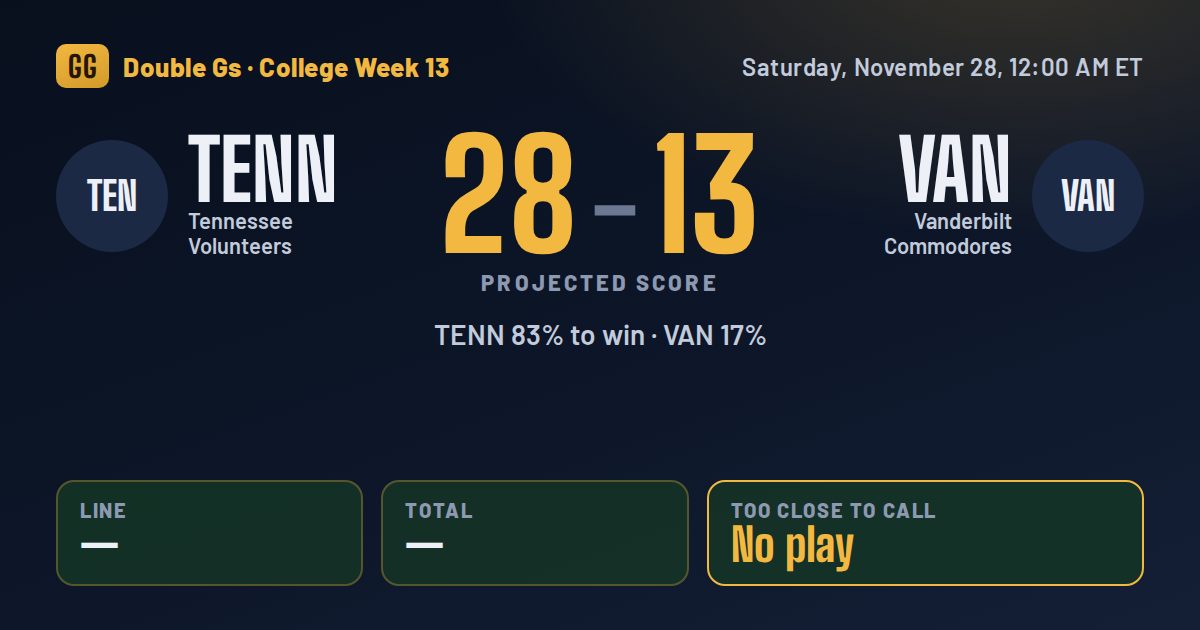 GG Double Gs · College Week 13
Saturday, November 28, 12:00 AM ET
TEN
TENN
Tennessee
Volunteers
28 – 13
PROJECTED SCORE
TENN 83% to win · VAN 17%
VAN
Vanderbilt
Commodores
VAN
LINE
—
TOTAL
—
TOO CLOSE TO CALL
No play